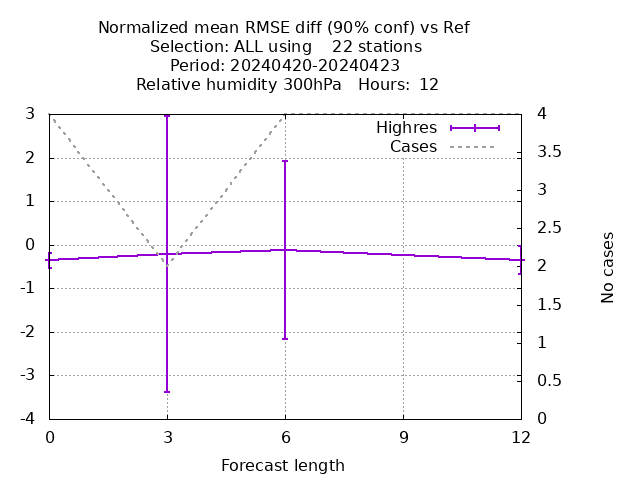 Normalized mean RMSE diff (90% conf) vs Ref
Selection: ALL using    22 stations
Period: 20240420-20240423
Relative humidity 300hPa   Hours:  12
Highres
Cases
3
2
1
0
-1
-2
-3
-4
4
3.5
3
2.5
2
1.5
1
0.5
0
No cases
0 3 6 9 12
Forecast length